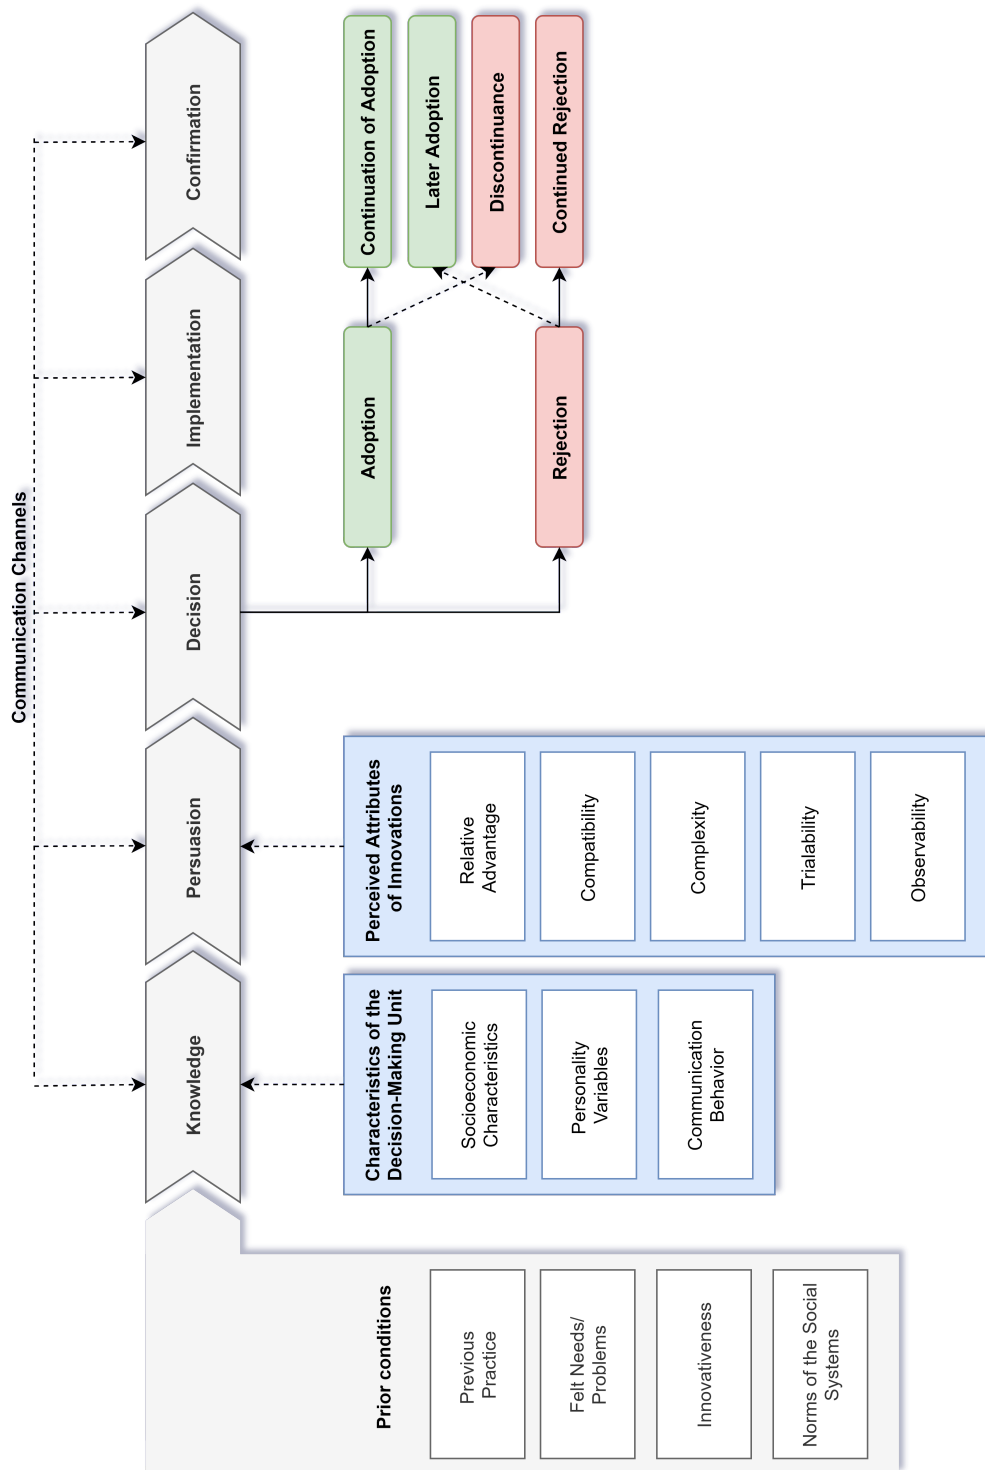 Communication Channels
Knowledge
Persuasion
Decision
Implementation
Confirmation
Prior conditions
Previous
Practice
Felt Needs/
Problems
Innovativeness
Norms of the Social
Systems
Characteristics of the
Decision-Making Unit
Socioeconomic
Characteristics
Personality
Variables
Communication
Behavior
Perceived Attributes
of Innovations
Relative
Advantage
Compatibility
Complexity
Trialability
Observability
Adoption
Rejection
Continuation of Adoption
Later Adoption
Discontinuance
Continued Rejection